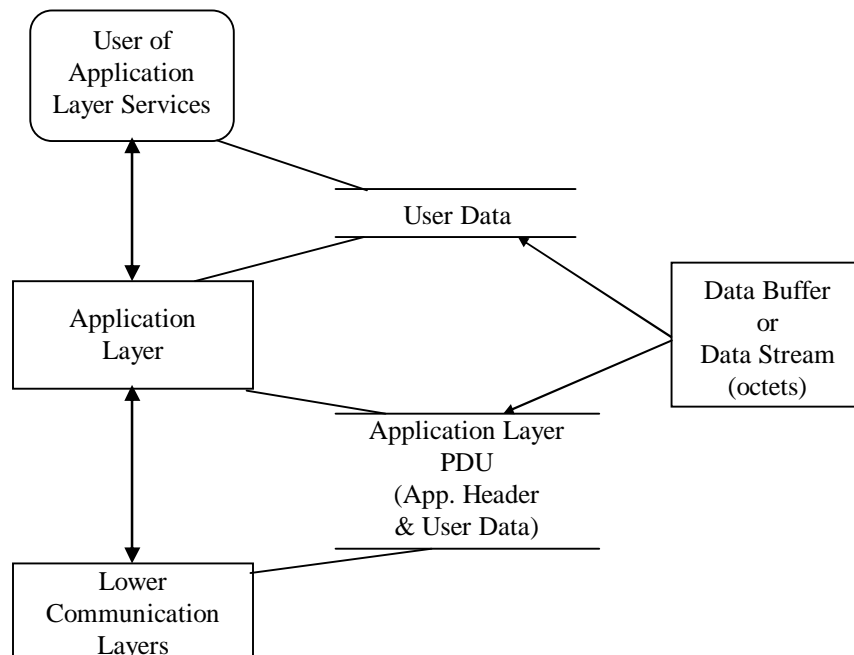 User of
Application
Layer Services
User Data
Application
Layer
Data Buffer
or
Data Stream
(octets)
Application Layer
PDU
(App. Header
& User Data)
Lower
Communication
Layers